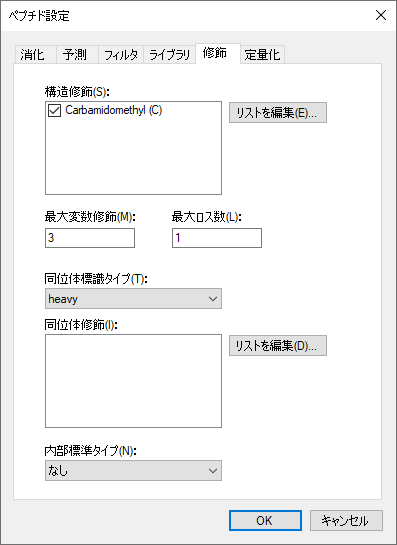 ペプチド設定
消化 予測 フィルタ ライブラリ 修飾 定量化
構造修飾(S):
Carbamidomethyl (C)
リストを編集(E)...
最大変数修飾(M): 最大ロス数(L):
3 1
同位体標識タイプ(T):
heavy
同位体修飾(I):
リストを編集(D)...
内部標準タイプ(N):
なし
OK キャンセル